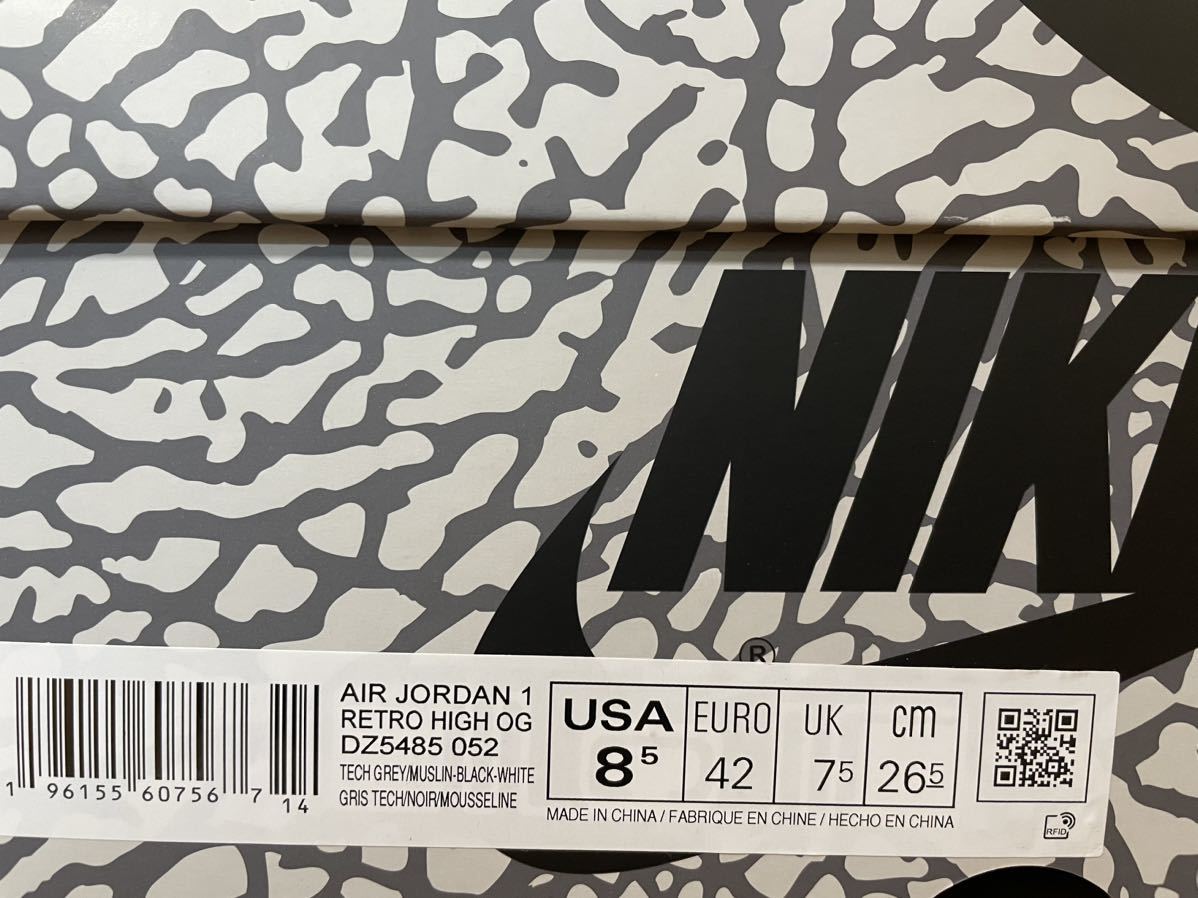 NIK
®
AIR JORDAN 1
RETRO HIGH OG
DZ5485 052
TECH GREY/MUSLIN-BLACK-WHITE
GRIS TECH/NOIR/MOUSSELINE
1 96155 60756 7 14
USA EURO UK cm
8⁵ 42 7⁵ 26⁵
MADE IN CHINA / FABRIQUE EN CHINE / HECHO EN CHINA
RFID